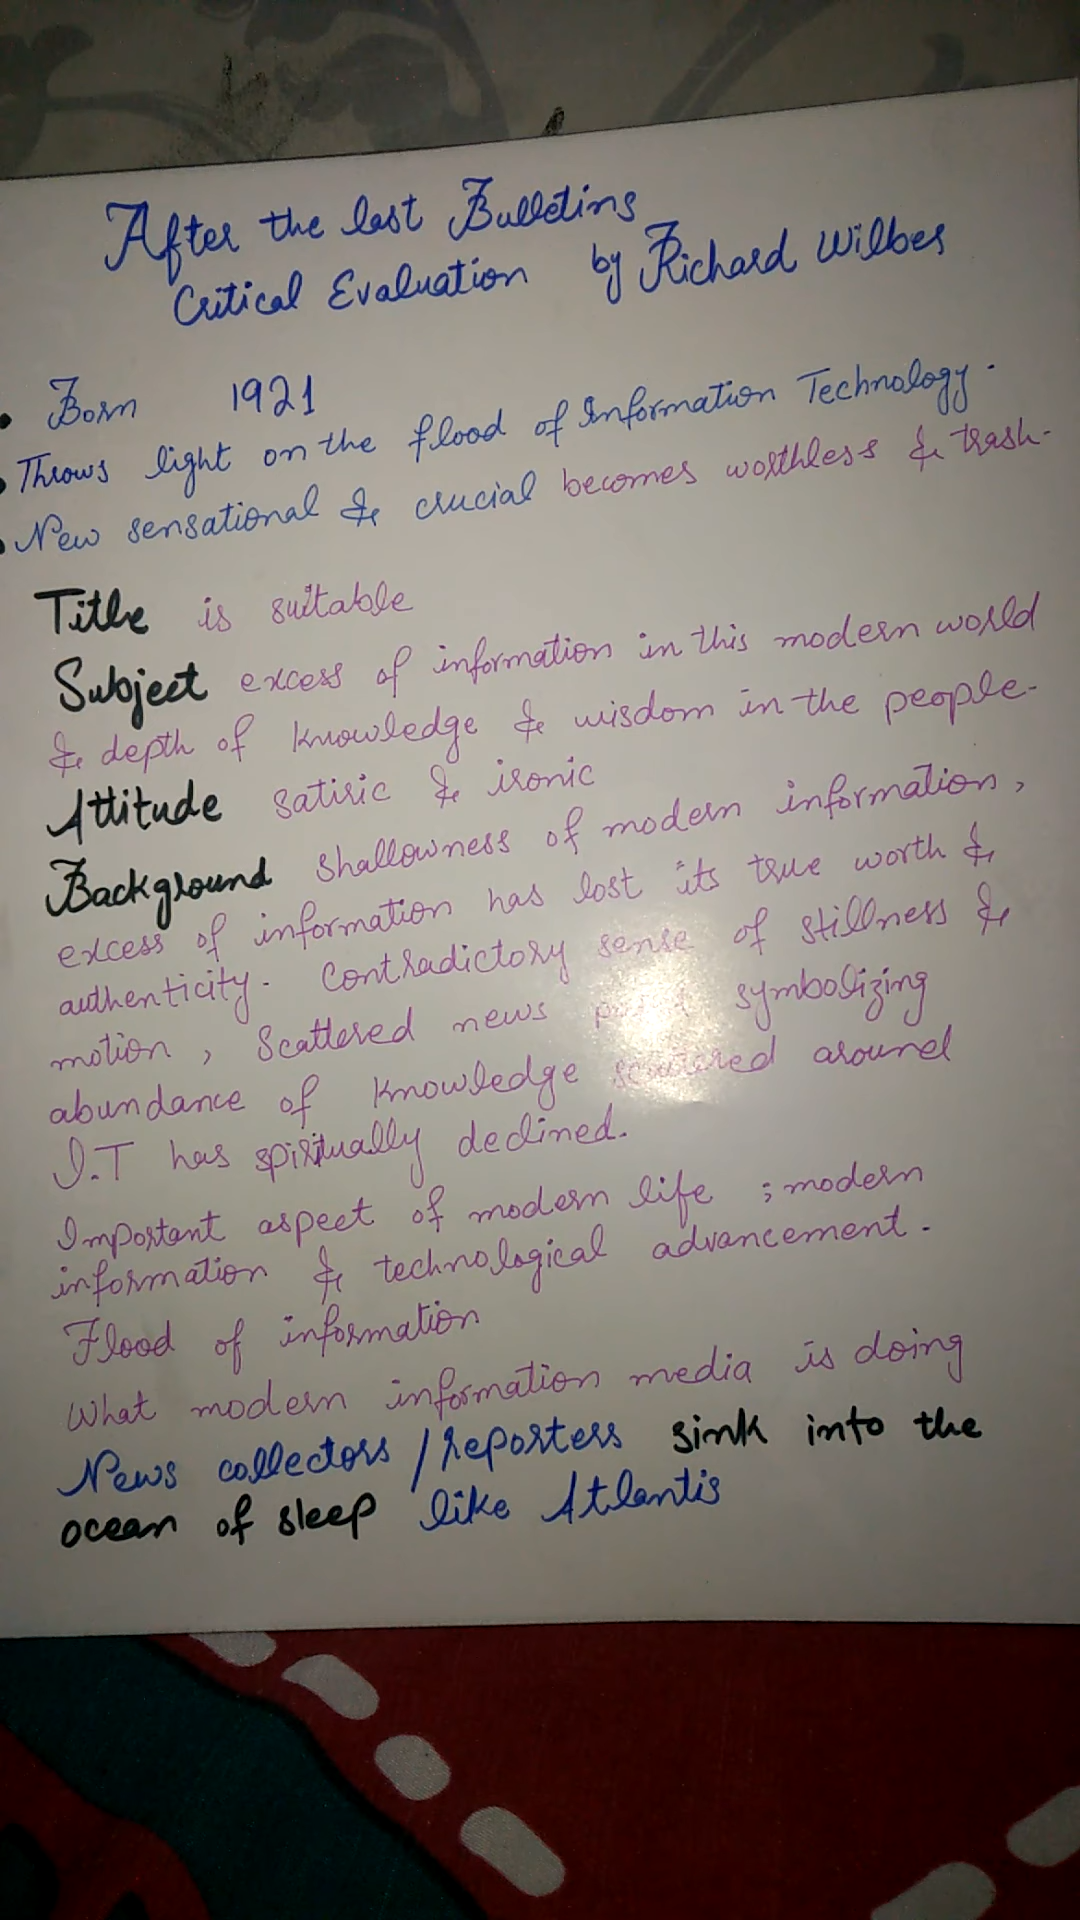 After the last Bulletins
Critical Evaluation by Richard Wilber
• Born 1921
• Throws light on the flood of Information Technology.
• New sensational & crucial becomes worthless & trash.
Title is suitable
Subject excess of information in this modern world
& depth of knowledge & wisdom in the people.
Attitude satiric & ironic
Background shallowness of modern information,
excess of information has lost its true worth &
authenticity. Contradictory sense of stillness &
motion, Scattered news symbolizing
abundance of knowledge scattered around
I.T has spiritually declined.
Important aspect of modern life ; modern
information & technological advancement.
Flood of information
What modern information media is doing
News collectors / reporters sink into the
ocean of sleep like Atlantis